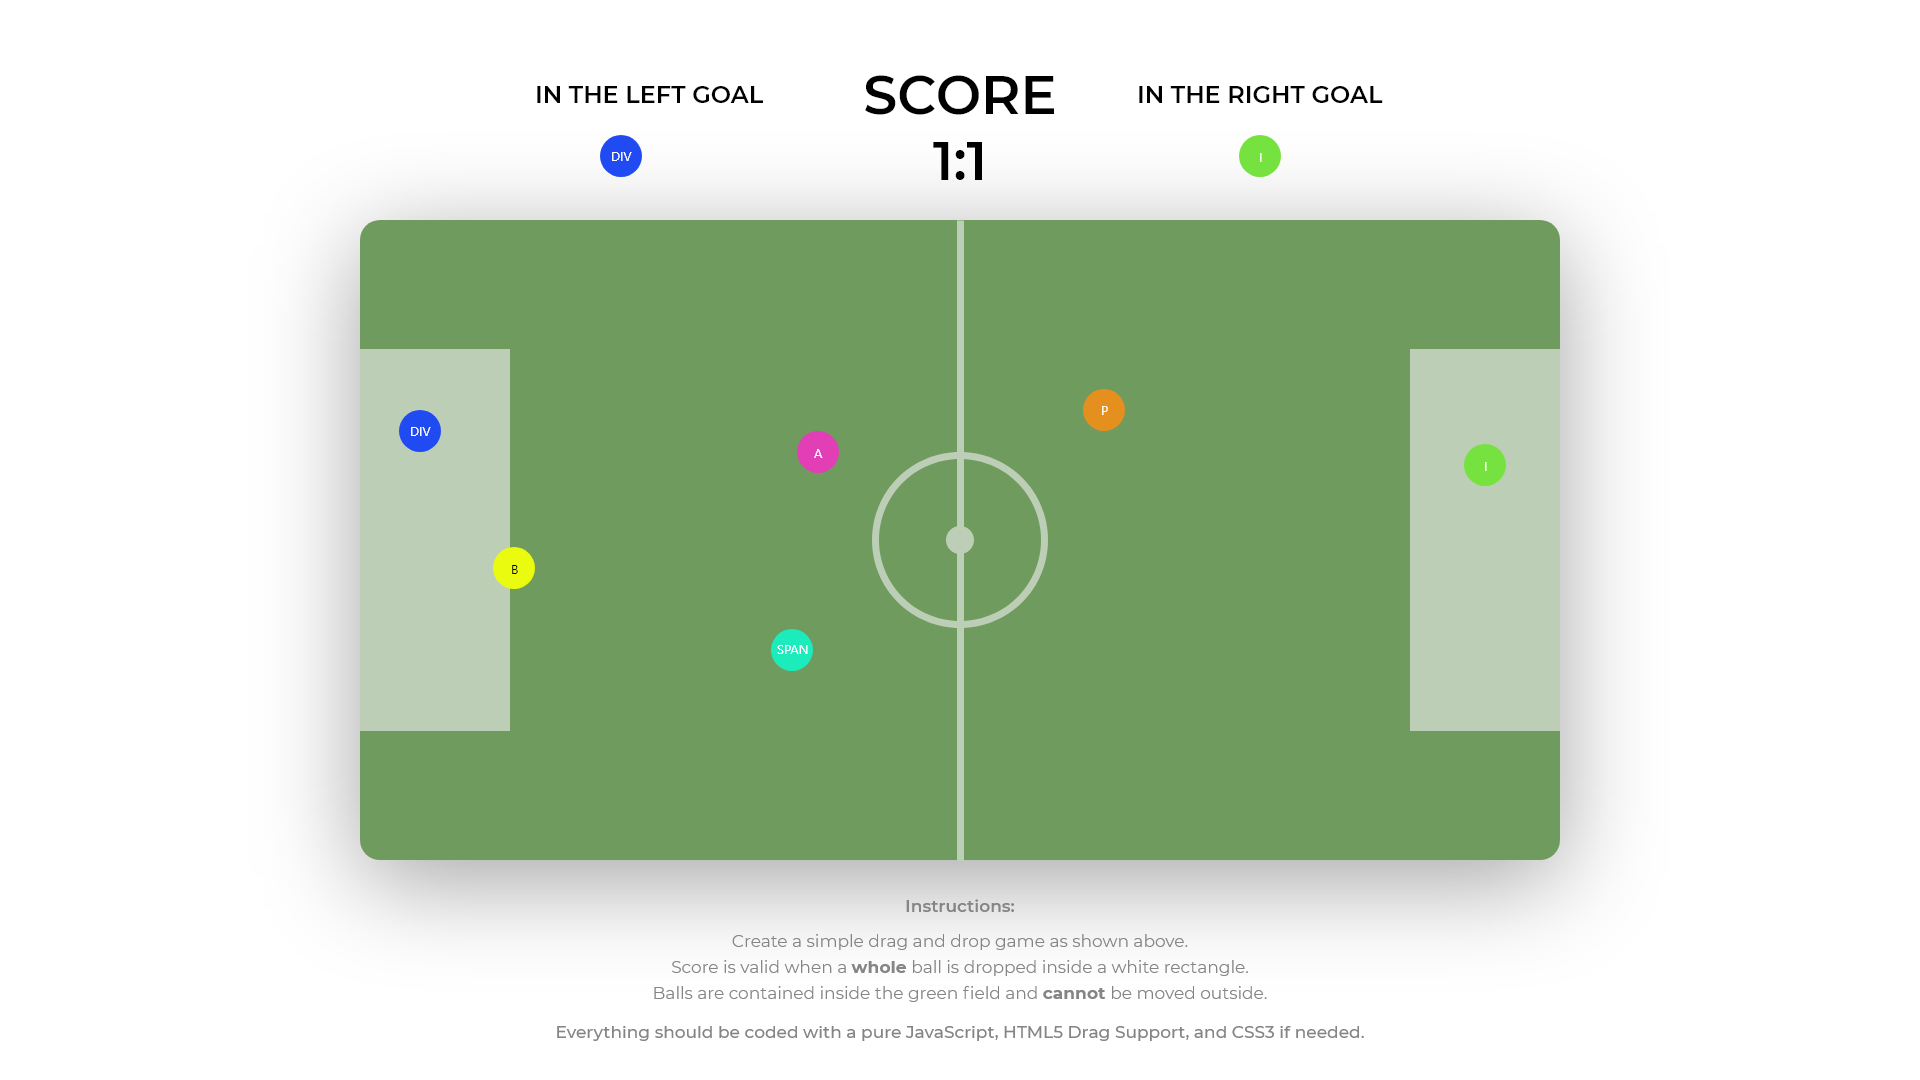 IN THE LEFT GOAL
SCORE
IN THE RIGHT GOAL
DIV
1:1
I
DIV
A
P
I
B
SPAN
Instructions:
Create a simple drag and drop game as shown above.
Score is valid when a whole ball is dropped inside a white rectangle.
Balls are contained inside the green field and cannot be moved outside.
Everything should be coded with a pure JavaScript, HTML5 Drag Support, and CSS3 if needed.